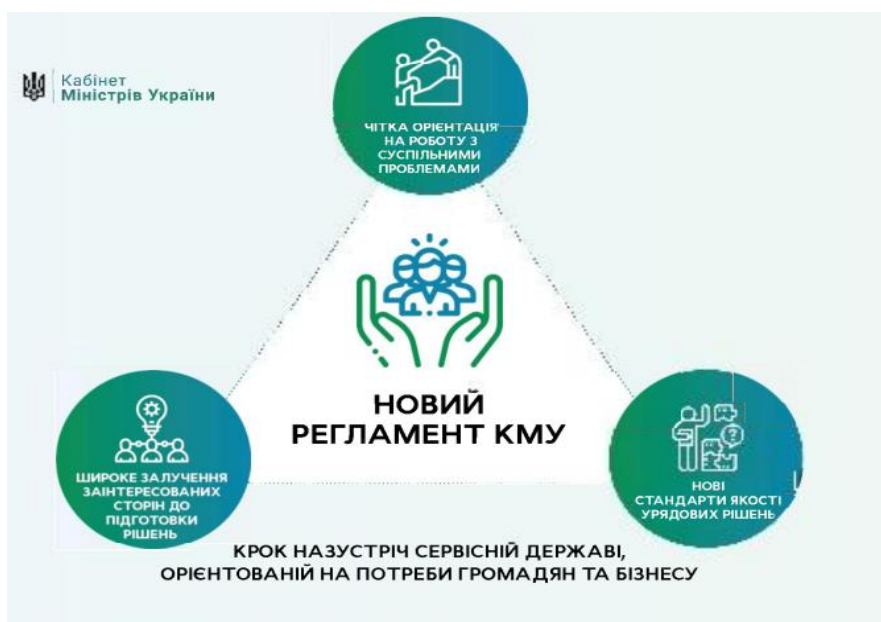 Кабінет
Міністрів України
ЧІТКА ОРІЄНТАЦІЯ
НА РОБОТУ З
СУСПІЛЬНИМИ
ПРОБЛЕМАМИ
НОВИЙ
РЕГЛАМЕНТ КМУ
ШИРОКЕ ЗАЛУЧЕННЯ
ЗАІНТЕРЕСОВАНИХ
СТОРІН ДО
ПІДГОТОВКИ
РІШЕНЬ
НОВІ
СТАНДАРТИ ЯКОСТІ
УРЯДОВИХ РІШЕНЬ
КРОК НАЗУСТРІЧ СЕРВІСНІЙ ДЕРЖАВІ,
ОРІЄНТОВАНІЙ НА ПОТРЕБИ ГРОМАДЯН ТА БІЗНЕСУ